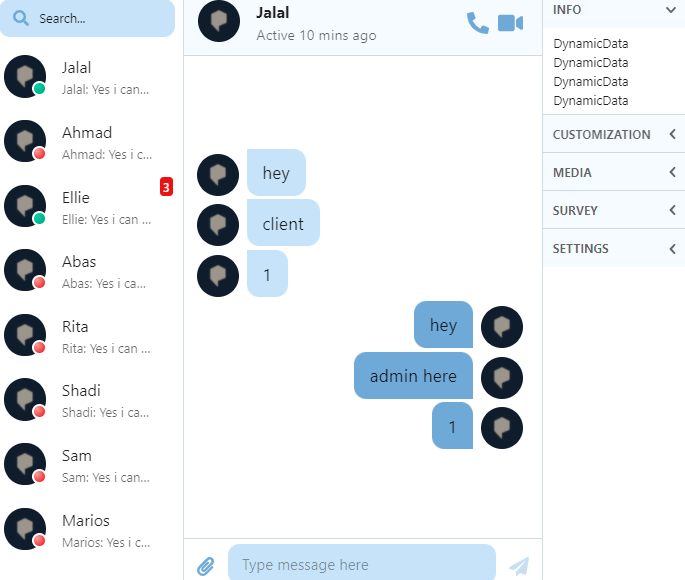 Search...
Jalal
Jalal: Yes i can...
Ahmad
Ahmad: Yes i c...
3
Ellie
Ellie: Yes i can ...
Abas
Abas: Yes i ca...
Rita
Rita: Yes i can ...
Shadi
Shadi: Yes i ca...
Sam
Sam: Yes i can...
Marios
Marios: Yes i c...
Jalal
Active 10 mins ago
hey
client
1
hey
admin here
1
Type message here
INFO
DynamicData
DynamicData
DynamicData
DynamicData
CUSTOMIZATION
MEDIA
SURVEY
SETTINGS